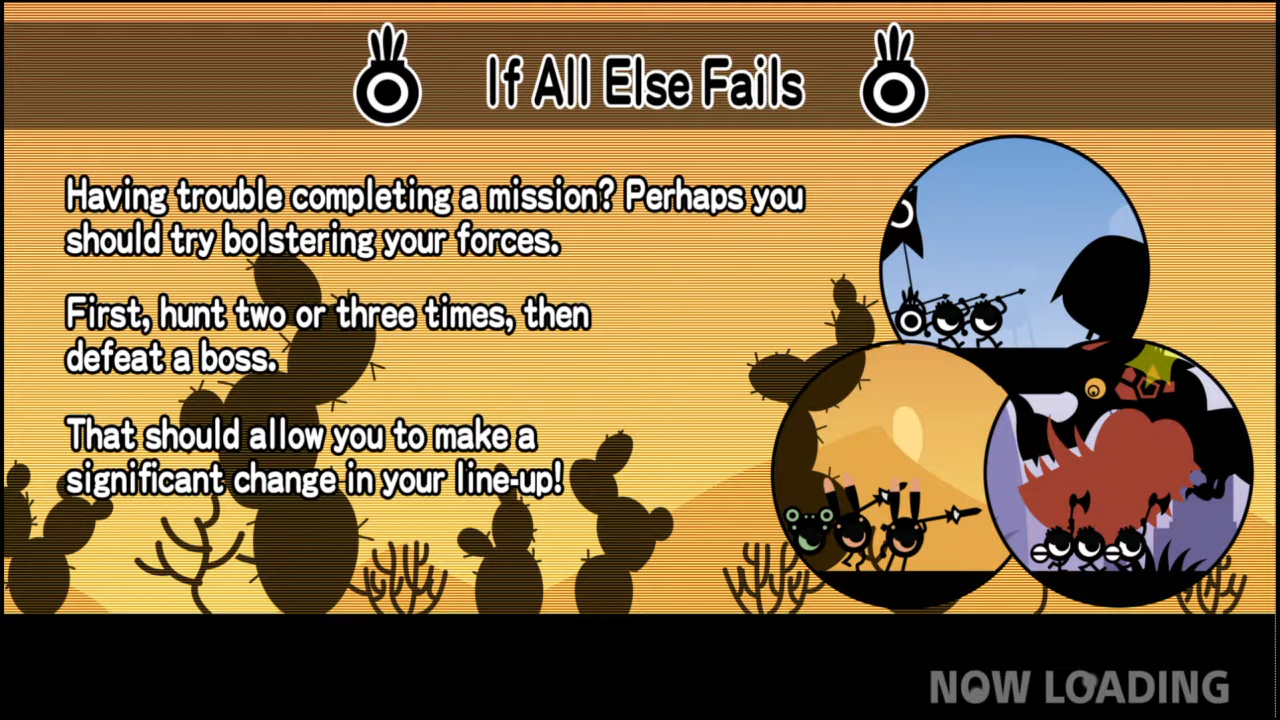 If All Else Fails
Having trouble completing a mission? Perhaps you
should try bolstering your forces.
First, hunt two or three times, then
defeat a boss.
That should allow you to make a
significant change in your line-up!
NOW LOADING